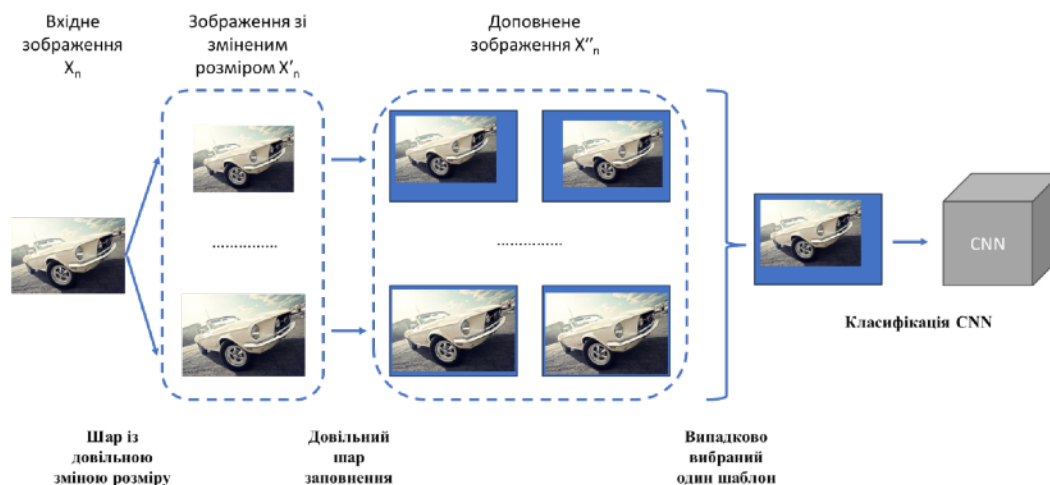 Вхідне
зображення
Xₙ
Зображення зі
зміненим
розміром X'ₙ
Доповнене
зображення X''ₙ
...............
...............
CNN
Класифікація CNN
Шар із
довільною
зміною розміру
Довільний
шар
заповнення
Випадково
вибраний
один шаблон